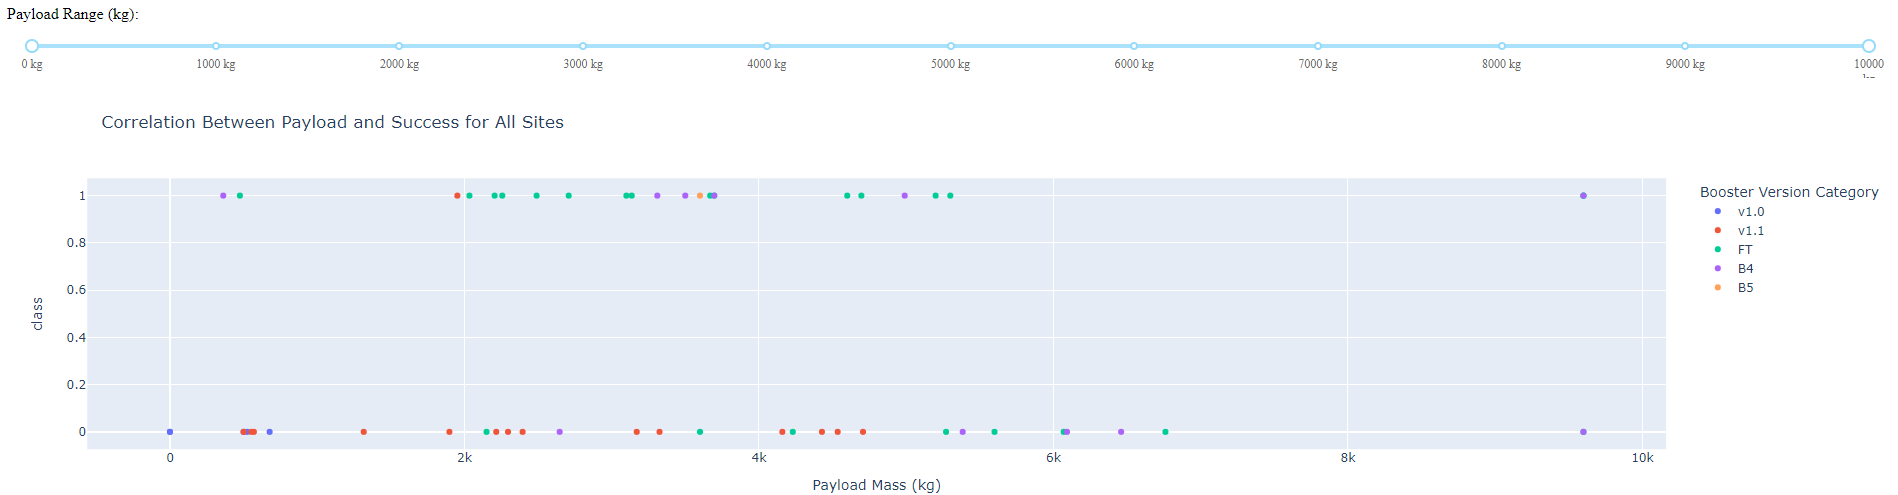 Payload Range (kg):
0 kg 1000 kg 2000 kg 3000 kg 4000 kg 5000 kg 6000 kg 7000 kg 8000 kg 9000 kg 10000
Correlation Between Payload and Success for All Sites
Booster Version Category
v1.0
v1.1
FT
B4
B5
class
1
0.8
0.6
0.4
0.2
0
0 2k 4k 6k 8k 10k
Payload Mass (kg)